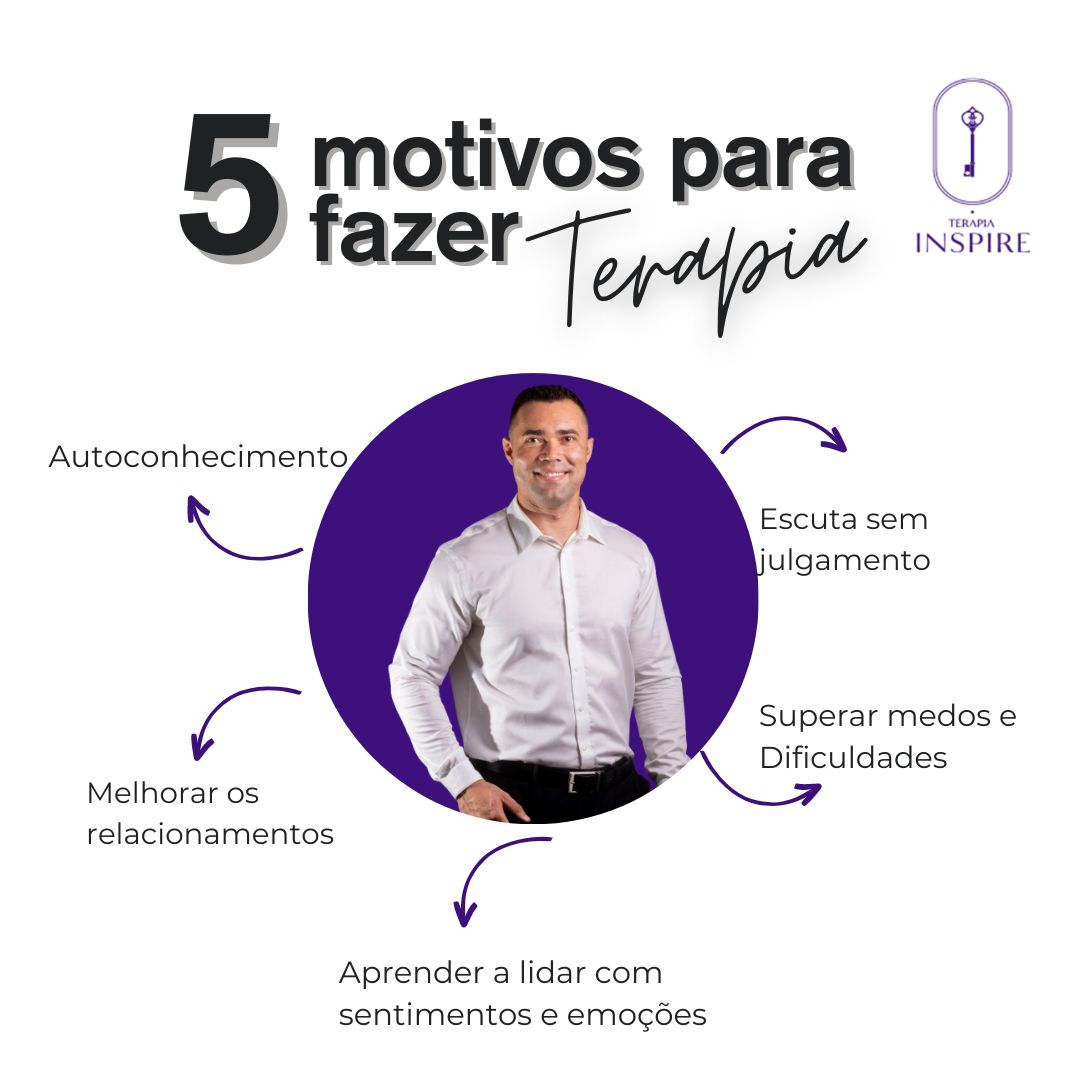 5 motivos para
fazer Terapia
TERAPIA
INSPIRE
Autoconhecimento
Escuta sem
julgamento
Melhorar os
relacionamentos
Superar medos e
Dificuldades
Aprender a lidar com
sentimentos e emoções